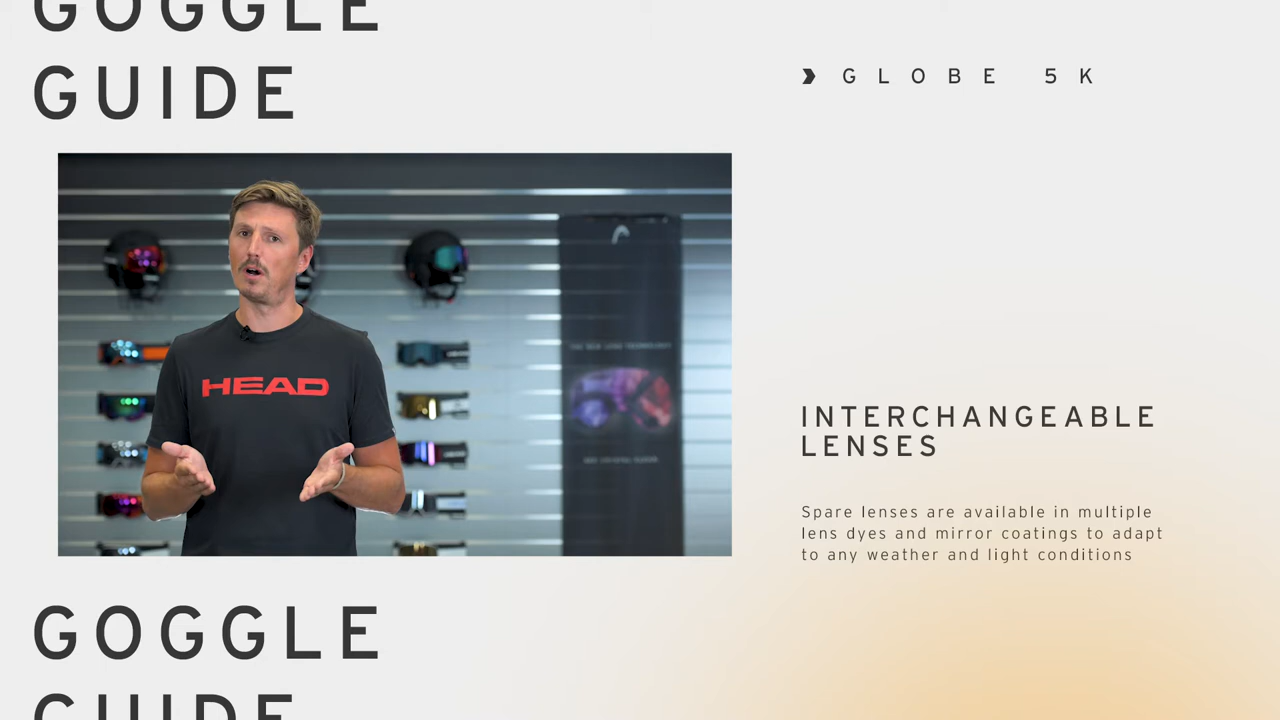 GOGGLE
GUIDE
GLOBE 5K
HEAD
INTERCHANGEABLE
LENSES
Spare lenses are available in multiple
lens dyes and mirror coatings to adapt
to any weather and light conditions
GOGGLE
GUIDE